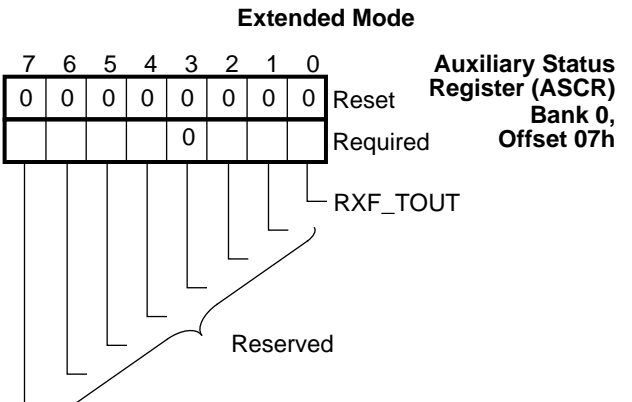 Extended Mode
7 6 5 4 3 2 1 0
0 0 0 0 0 0 0 0 Reset
0 Required
Auxiliary Status
Register (ASCR)
Bank 0,
Offset 07h
RXF_TOUT
Reserved